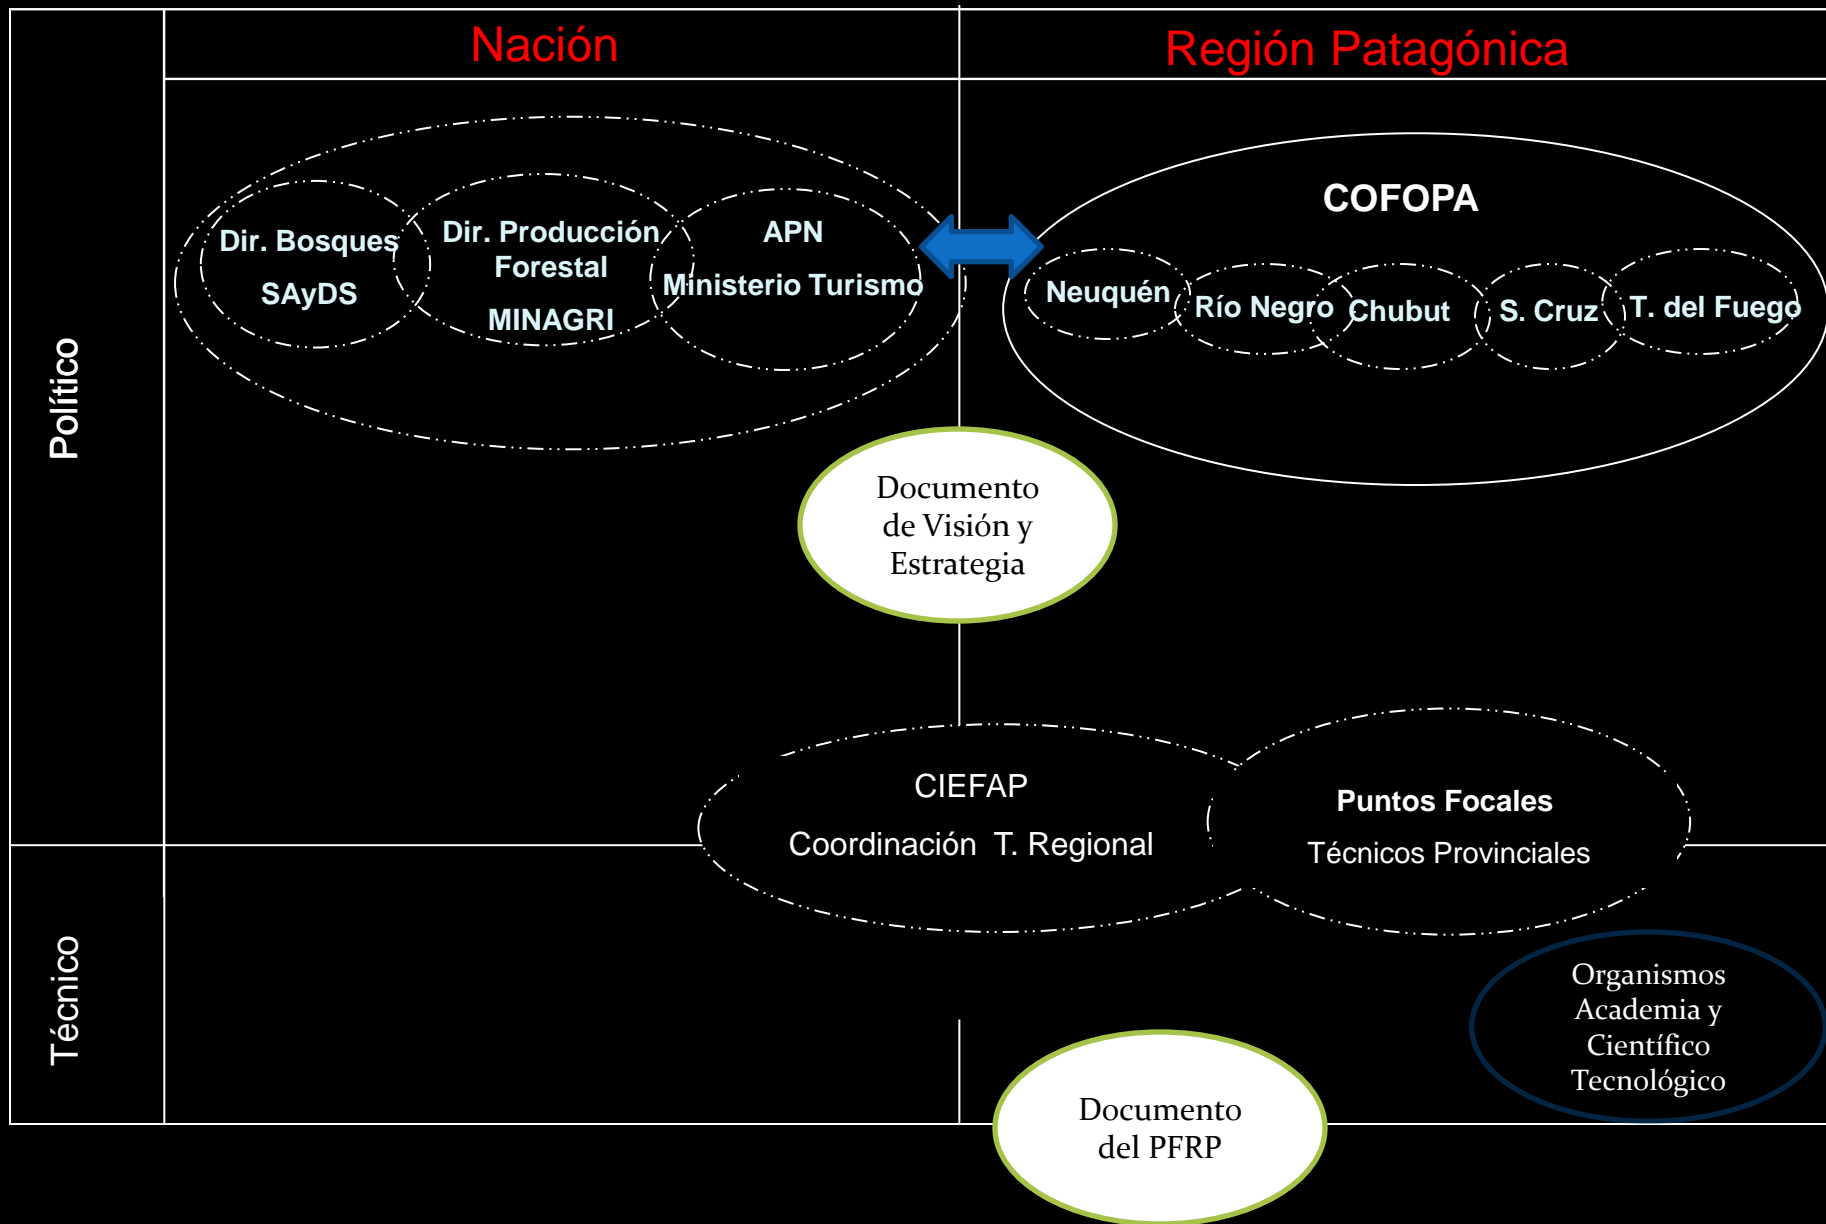 Nación
Región Patagónica
Político
Dir. Bosques
SAyDS
Dir. Producción
Forestal
MINAGRI
APN
Ministerio Turismo
COFOPA
Neuquén
Río Negro
Chubut
S. Cruz
T. del Fuego
Documento
de Visión y
Estrategia
CIEFAP
Coordinación T. Regional
Puntos Focales
Técnicos Provinciales
Técnico
Organismos
Academia y
Científico
Tecnológico
Documento
del PFRP